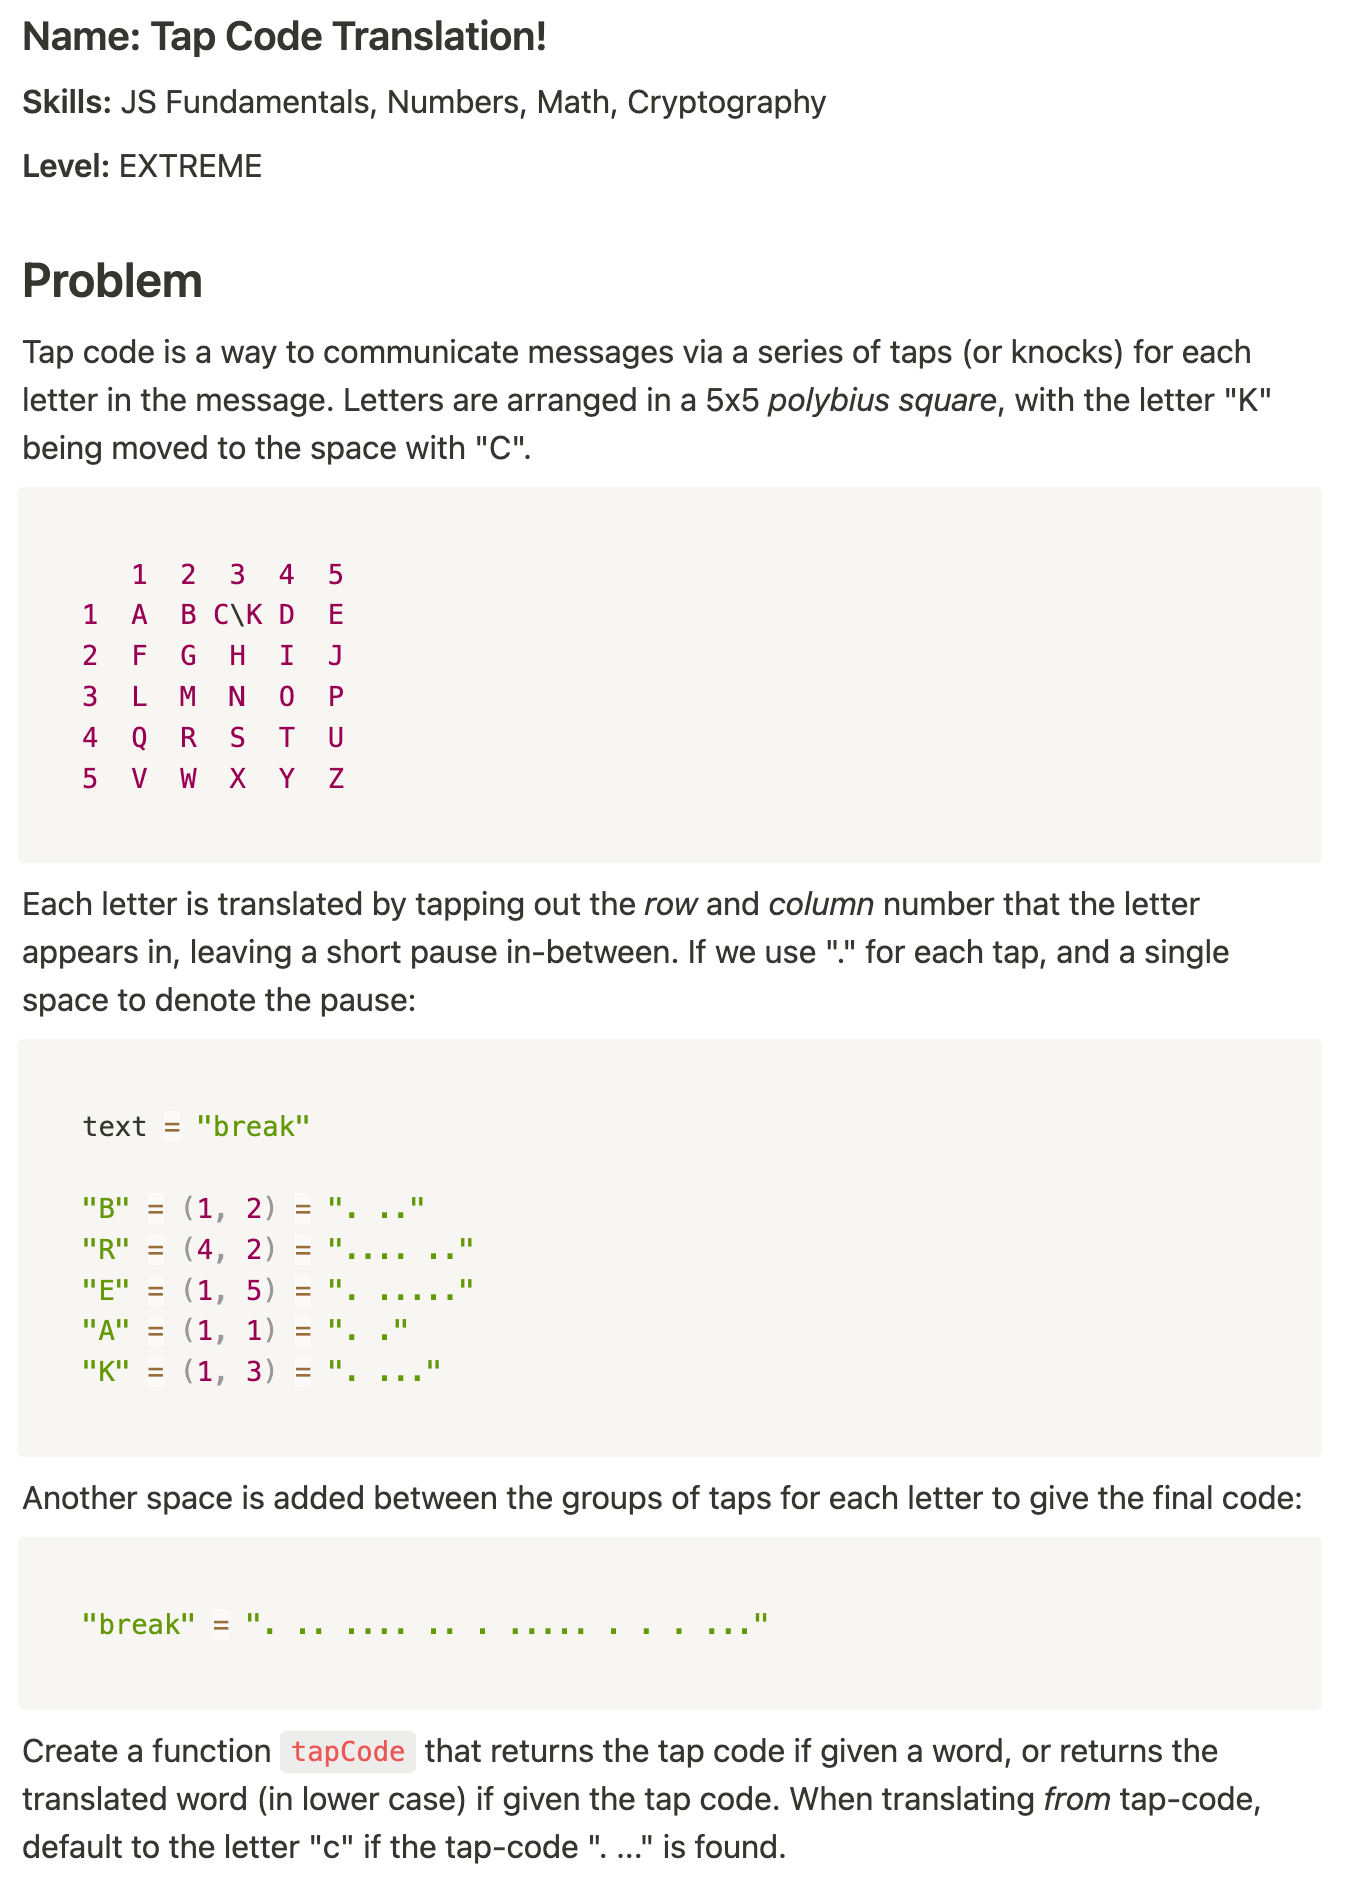 Name: Tap Code Translation!
Skills: JS Fundamentals, Numbers, Math, Cryptography
Level: EXTREME
Problem
Tap code is a way to communicate messages via a series of taps (or knocks) for each
letter in the message. Letters are arranged in a 5x5 polybius square, with the letter "K"
being moved to the space with "C".
1 2 3 4 5
1 A B C\K D E
2 F G H I J
3 L M N O P
4 Q R S T U
5 V W X Y Z
Each letter is translated by tapping out the row and column number that the letter
appears in, leaving a short pause in-between. If we use "." for each tap, and a single
space to denote the pause:
text = "break"
"B" = (1, 2) = ". .."
"R" = (4, 2) = ".... .."
"E" = (1, 5) = ". ....."
"A" = (1, 1) = ". ."
"K" = (1, 3) = ". ..."
Another space is added between the groups of taps for each letter to give the final code:
"break" = ". .. .... .. . ..... . . . ..."
Create a function tapCode that returns the tap code if given a word, or returns the
translated word (in lower case) if given the tap code. When translating from tap-code,
default to the letter "c" if the tap-code ". ..." is found.